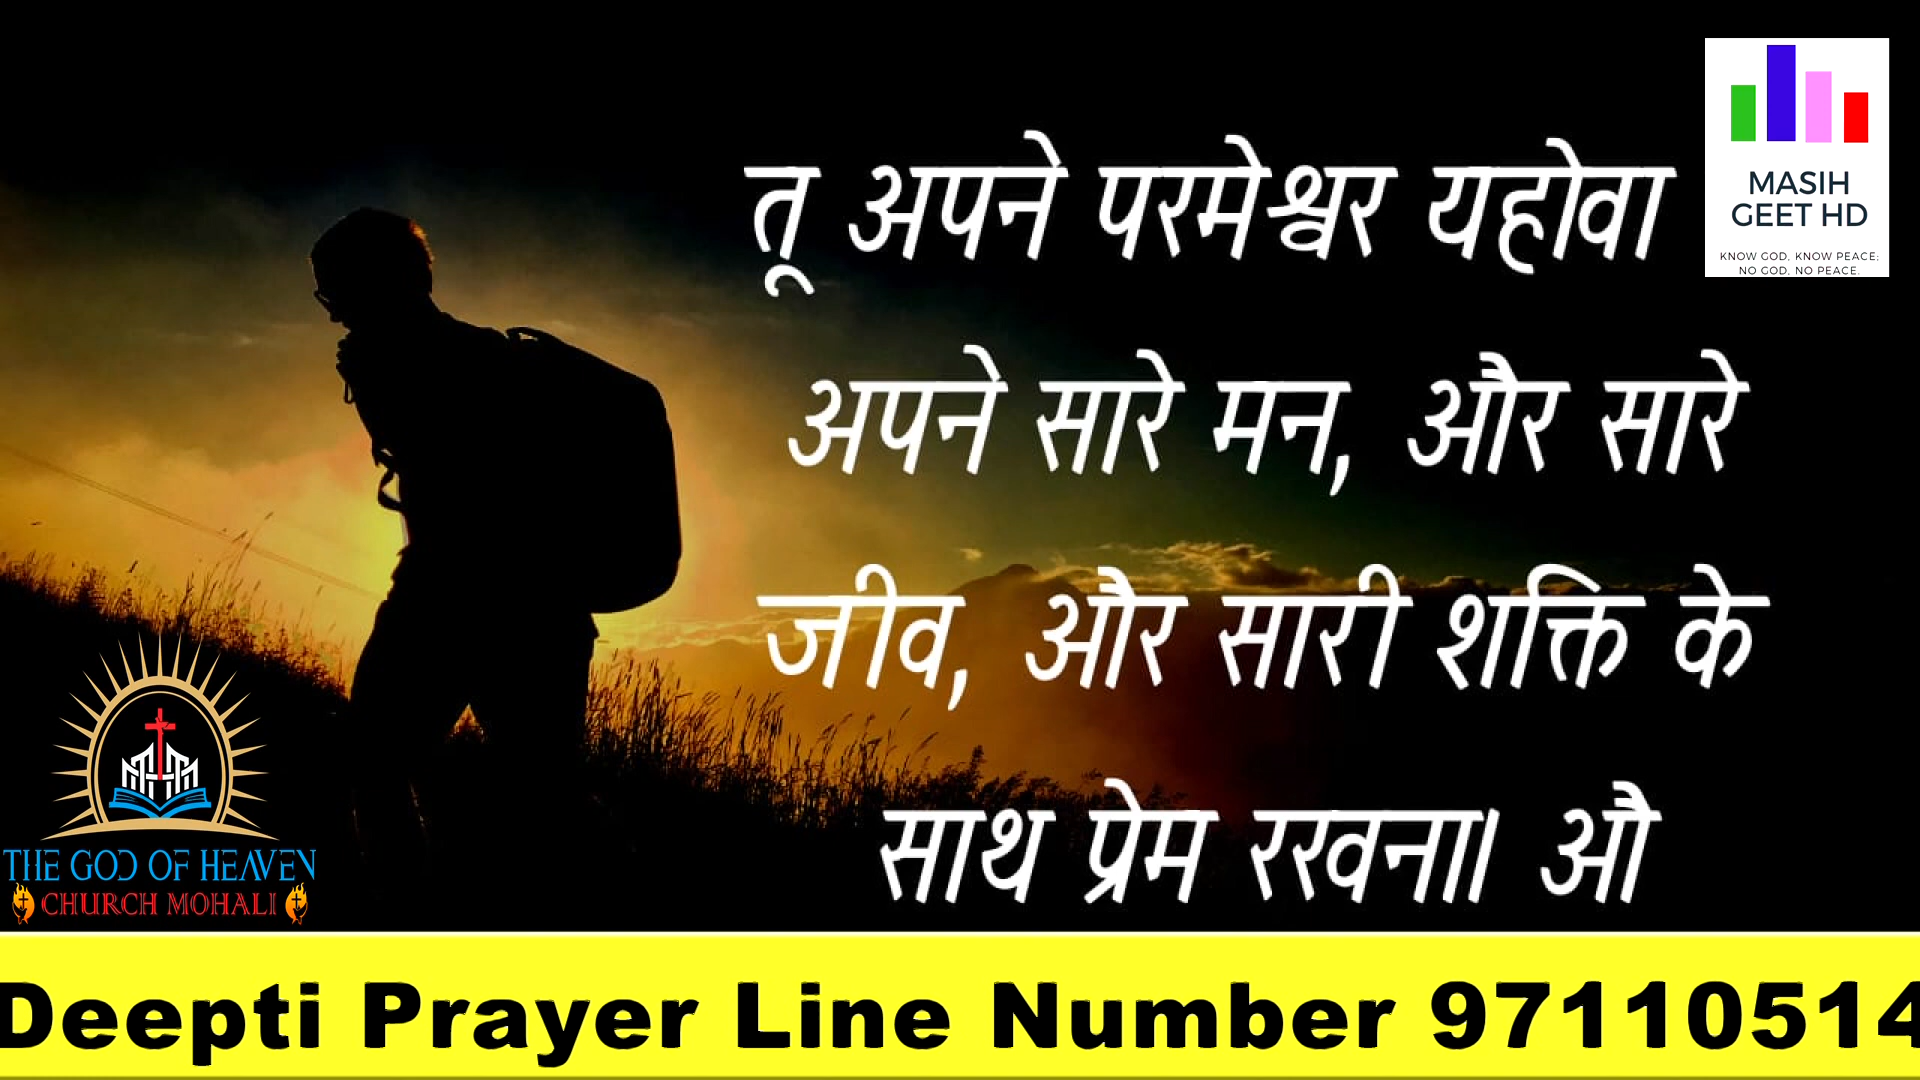 तू अपने परमेश्वर यहोवा
अपने सारे मन, और सारे
जीव, और सारी शक्ति के
साथ प्रेम रखना। औ
MASIH
GEET HD
KNOW GOD, KNOW PEACE;
NO GOD, NO PEACE.
THE GOD OF HEAVEN
CHURCH MOHALI
Deepti Prayer Line Number 97110514